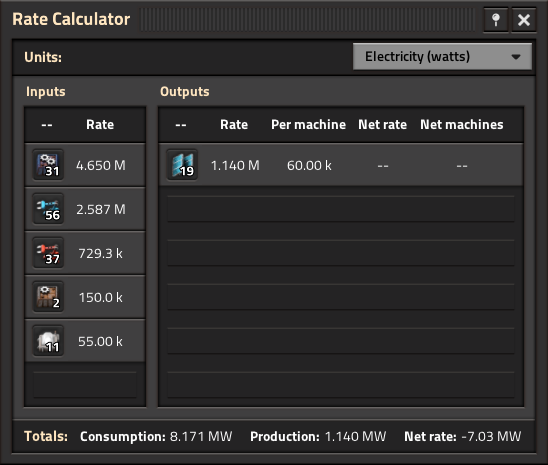 Rate Calculator
Units: Electricity (watts)
Inputs Outputs
-- Rate -- Rate Per machine Net rate Net machines
31 4.650 M 19 1.140 M 60.00 k -- --
56 2.587 M
37 729.3 k
2 150.0 k
11 55.00 k
Totals: Consumption: 8.171 MW Production: 1.140 MW Net rate: -7.03 MW